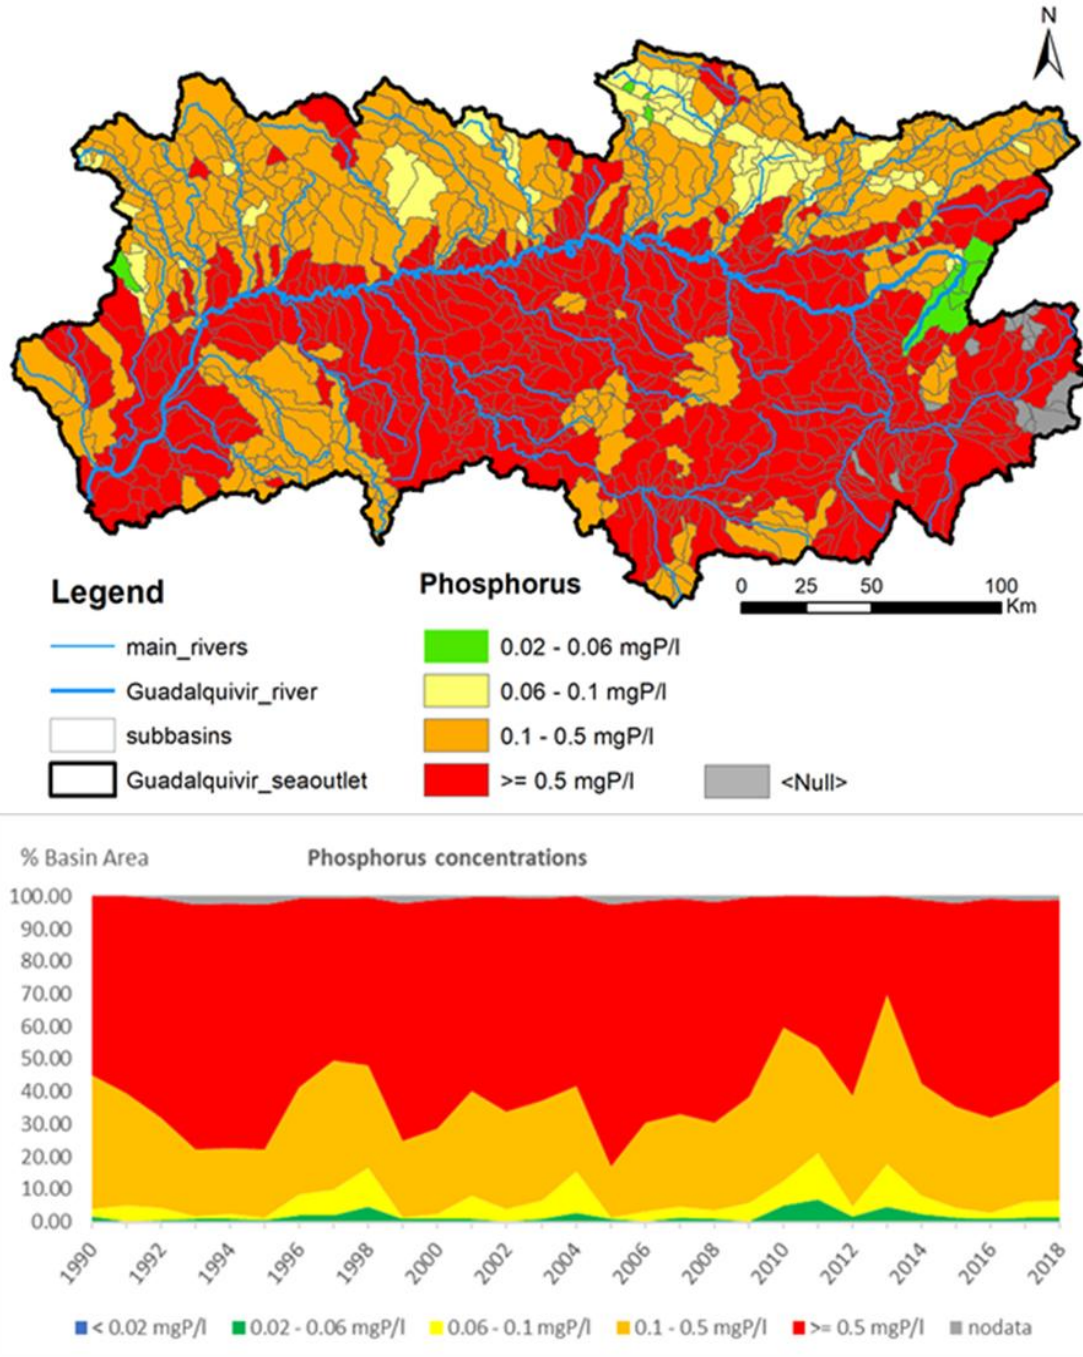 N
Legend
main_rivers
Guadalquivir_river
subbasins
Guadalquivir_seaoutlet
Phosphorus
0.02 - 0.06 mgP/l
0.06 - 0.1 mgP/l
0.1 - 0.5 mgP/l
>= 0.5 mgP/l
<Null>
0 25 50 100
Km
% Basin Area
Phosphorus concentrations
100.00
90.00
80.00
70.00
60.00
50.00
40.00
30.00
20.00
10.00
0.00
1990 1992 1994 1996 1998 2000 2002 2004 2006 2008 2010 2012 2014 2016 2018
< 0.02 mgP/l 0.02 - 0.06 mgP/l 0.06 - 0.1 mgP/l 0.1 - 0.5 mgP/l >= 0.5 mgP/l nodata